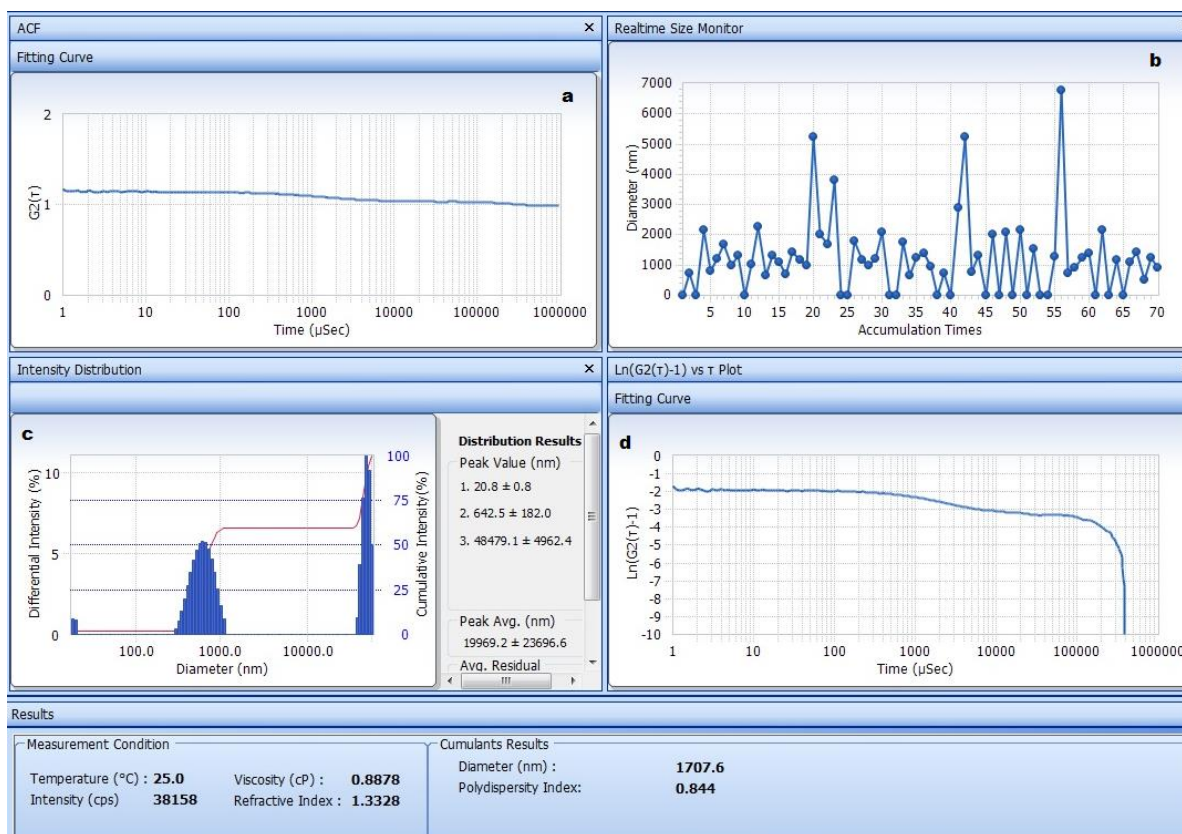 ACF
Fitting Curve
a
2
1
0
G2(τ)
1 10 100 1000 10000 100000 1000000
Time (µSec)
Realtime Size Monitor
b
7000
6000
5000
4000
3000
2000
1000
0
Diameter (nm)
5 10 15 20 25 30 35 40 45 50 55 60 65 70
Accumulation Times
Intensity Distribution
c
10
5
0
Differential Intensity (%)
100
75
50
25
0
Cumulative Intensity(%)
100.0 1000.0 10000.0
Diameter (nm)
Distribution Results
Peak Value (nm)
1. 20.8 ± 0.8
2. 642.5 ± 182.0
3. 48479.1 ± 4962.4
Peak Avg. (nm)
19969.2 ± 23696.6
Avg. Residual
Ln(G2(τ)-1) vs τ Plot
Fitting Curve
d
0
-1
-2
-3
-4
-5
-6
-7
-8
-9
-10
Ln(G2(τ)-1)
1 10 100 1000 10000 100000 1000000
Time (µSec)
Results
Measurement Condition
Temperature (°C) : 25.0 Viscosity (cP) : 0.8878
Intensity (cps) 38158 Refractive Index : 1.3328
Cumulants Results
Diameter (nm) : 1707.6
Polydispersity Index: 0.844